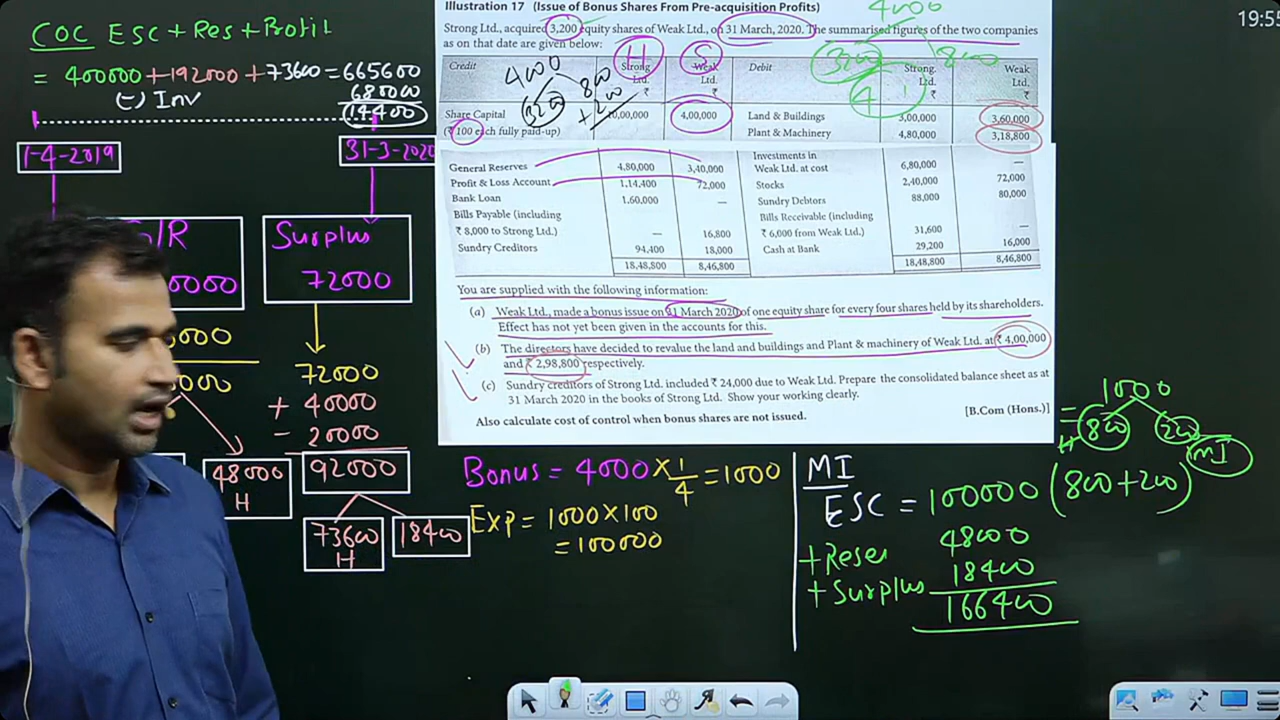 COC ESC + Res + Profit
= 400000 + 192000 + 73600 = 665600
(-) Inv 680000
14400
1-4-2019
31-3-2020
Surplus
72000
72000
+ 40000
- 20000
92000
48000
H
73600
H
18400
Illustration 17 (Issue of Bonus Shares From Pre-acquisition Profits)
Strong Ltd., acquired 3,200 equity shares of Weak Ltd., on 31 March, 2020. The summarised figures of the two companies
as on that date are given below:
4000
3200
800
H
S
4000
3200
800
+ 200
Credit Strong Ltd. ₹ Weak Ltd. ₹ Debit Strong. Ltd. ₹ Weak Ltd. ₹
Share Capital 4,00,000 Land & Buildings 3,00,000 3,60,000
(₹ 100 each fully paid-up) Plant & Machinery 4,80,000 3,18,800
General Reserves 4,80,000 3,40,000 Investments in Weak Ltd. at cost 6,80,000 —
Profit & Loss Account 1,14,400 72,000 Stocks 2,40,000 72,000
Bank Loan 1,60,000 — Sundry Debtors 88,000 80,000
Bills Payable (including ₹ 8,000 to Strong Ltd.) — 16,800 Bills Receivable (including ₹ 6,000 from Weak Ltd.) 31,600 —
Sundry Creditors 94,400 18,000 Cash at Bank 29,200 16,000
18,48,800 8,46,800 18,48,800 8,46,800
You are supplied with the following information:
(a) Weak Ltd., made a bonus issue on 31 March 2020 of one equity share for every four shares held by its shareholders.
Effect has not yet been given in the accounts for this.
(b) The directors have decided to revalue the land and buildings and Plant & machinery of Weak Ltd. at ₹ 4,00,000
and ₹ 2,98,800 respectively.
(c) Sundry creditors of Strong Ltd. included ₹ 24,000 due to Weak Ltd. Prepare the consolidated balance sheet as at
31 March 2020 in the books of Strong Ltd. Show your working clearly.
[B.Com (Hons.)]
Also calculate cost of control when bonus shares are not issued.
Bonus = 4000 × 1/4 = 1000
Exp = 1000 × 100
= 100000
1000
= 800 200
H MI
MI
ESC = 100000 (800 + 200)
+ Reser 48000
+ Surplus 18400
166400